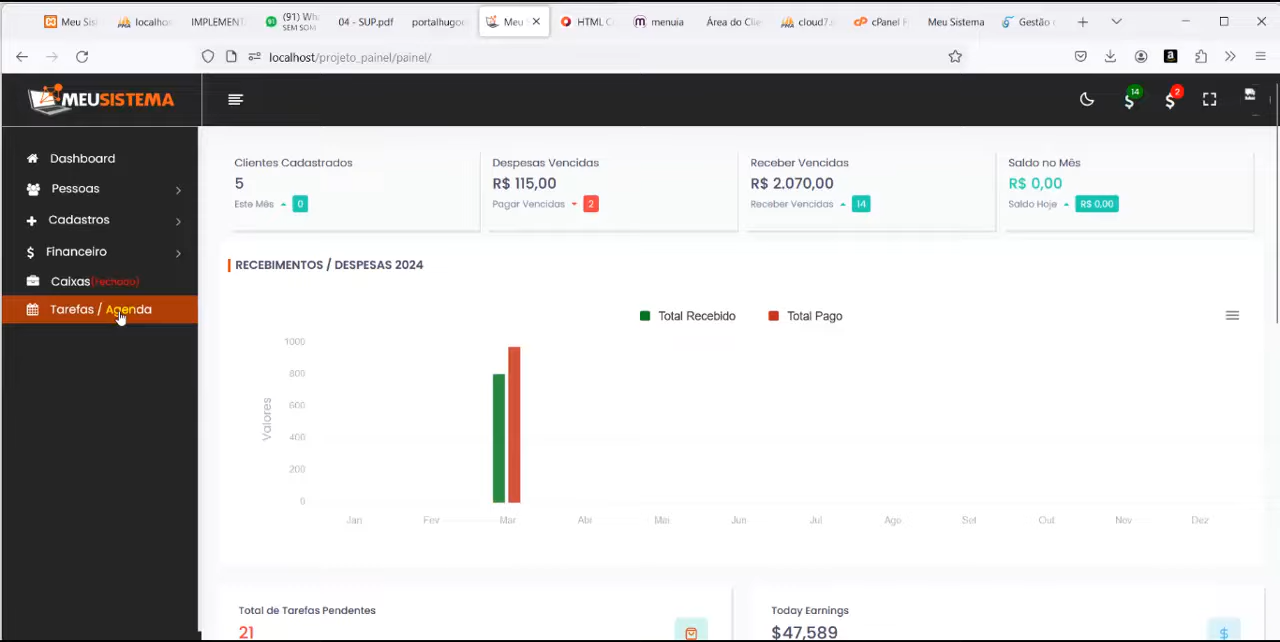 Meu Sis
localhos
IMPLEMENT
(91) Wh
SEM SOM
04 - SUP.pdf
portalhugo
Meu
HTML C
menuia
Área do Clie
cloud7.
cPanel F
Meu Sistema
Gestão
localhost/projeto_painel/painel/
MEUSISTEMA
14
2
Dashboard
Pessoas
Cadastros
Financeiro
Caixas(Fechado)
Tarefas / Agenda
Clientes Cadastrados
5
Este Mês 0
Despesas Vencidas
R$ 115,00
Pagar Vencidas 2
Receber Vencidas
R$ 2.070,00
Receber Vencidas 14
Saldo no Mês
R$ 0,00
Saldo Hoje R$ 0,00
RECEBIMENTOS / DESPESAS 2024
Total Recebido Total Pago
Valores
1000
800
600
400
200
0
Jan Fev Mar Abr Mai Jun Jul Ago Set Out Nov Dez
Total de Tarefas Pendentes
21
Today Earnings
$47,589